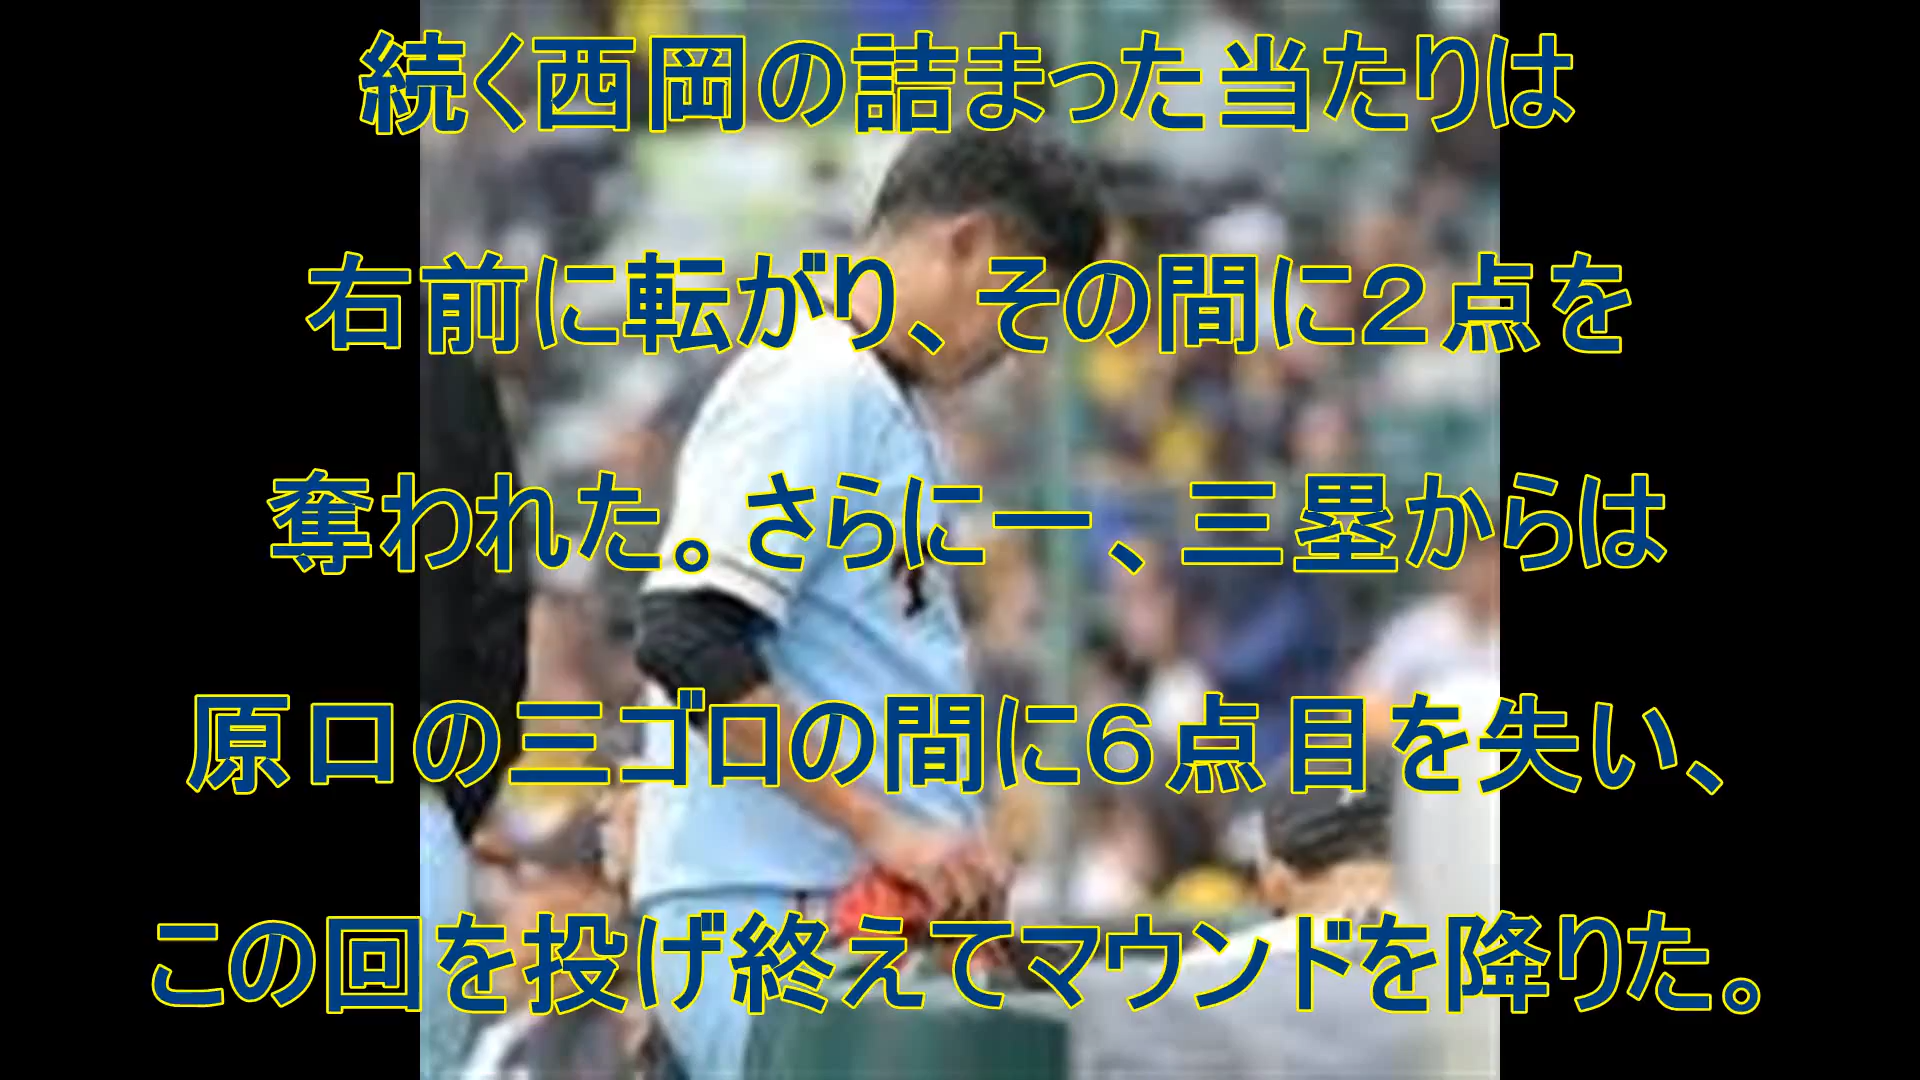 続く西岡の詰まった当たりは
右前に転がり、その間に２点を
奪われた。さらに一、三塁からは
原口の三ゴロの間に６点目を失い、
この回を投げ終えてマウンドを降りた。